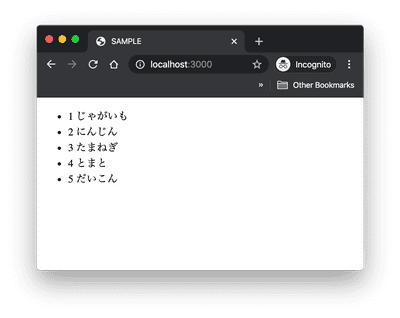 SAMPLE
localhost:3000
Incognito
» Other Bookmarks
• 1 じゃがいも
• 2 にんじん
• 3 たまねぎ
• 4 とまと
• 5 だいこん